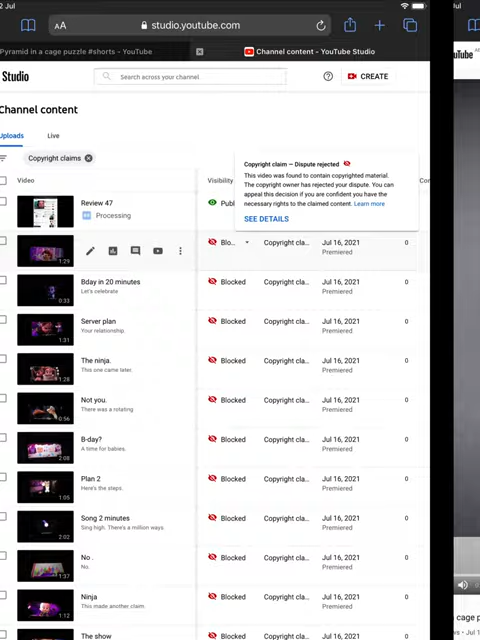 2 Jul
Jul
AA
studio.youtube.com
Pyramid in a cage puzzle #shorts - YouTube
Channel content - YouTube Studio
Studio
Search across your channel
CREATE
Channel content
Uploads
Live
Copyright claims
Copyright claim — Dispute rejected
This video was found to contain copyrighted material.
The copyright owner has rejected your dispute. You can
appeal this decision if you are confident you have the
necessary rights to the claimed content. Learn more
SEE DETAILS
Video
Visibility
Review 47
Processing
Publ
1:29
Blo...
Copyright cla...
Jul 16, 2021
Premiered
0
Bday in 20 minutes
Let's celebrate
0:33
Blocked
Copyright cla...
Jul 16, 2021
Premiered
0
Server plan
Your relationship.
1:31
Blocked
Copyright cla...
Jul 16, 2021
Premiered
0
The ninja.
This one came later.
1:28
Blocked
Copyright cla...
Jul 16, 2021
Premiered
0
Not you.
There was a rotating
0:56
Blocked
Copyright cla...
Jul 16, 2021
Premiered
0
B-day?
A time for babies.
2:08
Blocked
Copyright cla...
Jul 16, 2021
Premiered
0
Plan 2
Here's the steps.
1:05
Blocked
Copyright cla...
Jul 16, 2021
Premiered
0
Song 2 minutes
Sing high. There's a million ways
2:02
Blocked
Copyright cla...
Jul 16, 2021
Premiered
0
No .
No.
1:37
Blocked
Copyright cla...
Jul 16, 2021
Premiered
0
Ninja
This made another claim.
1:12
Blocked
Copyright cla...
Jul 16, 2021
Premiered
0
The show
Blocked
Copyright cla...
Jul 16, 2021
0